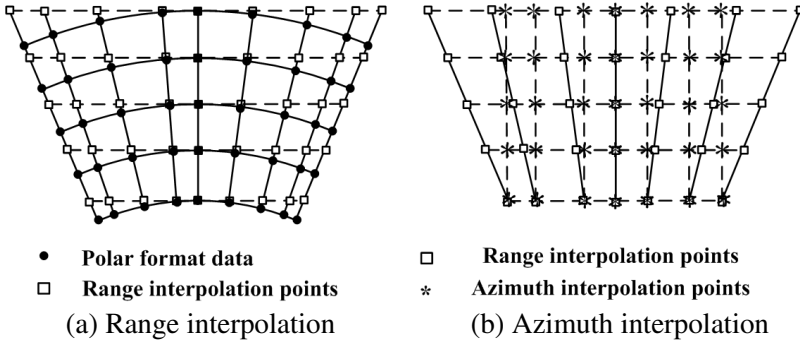 Polar format data
Range interpolation points
(a) Range interpolation
Range interpolation points
* Azimuth interpolation points
(b) Azimuth interpolation